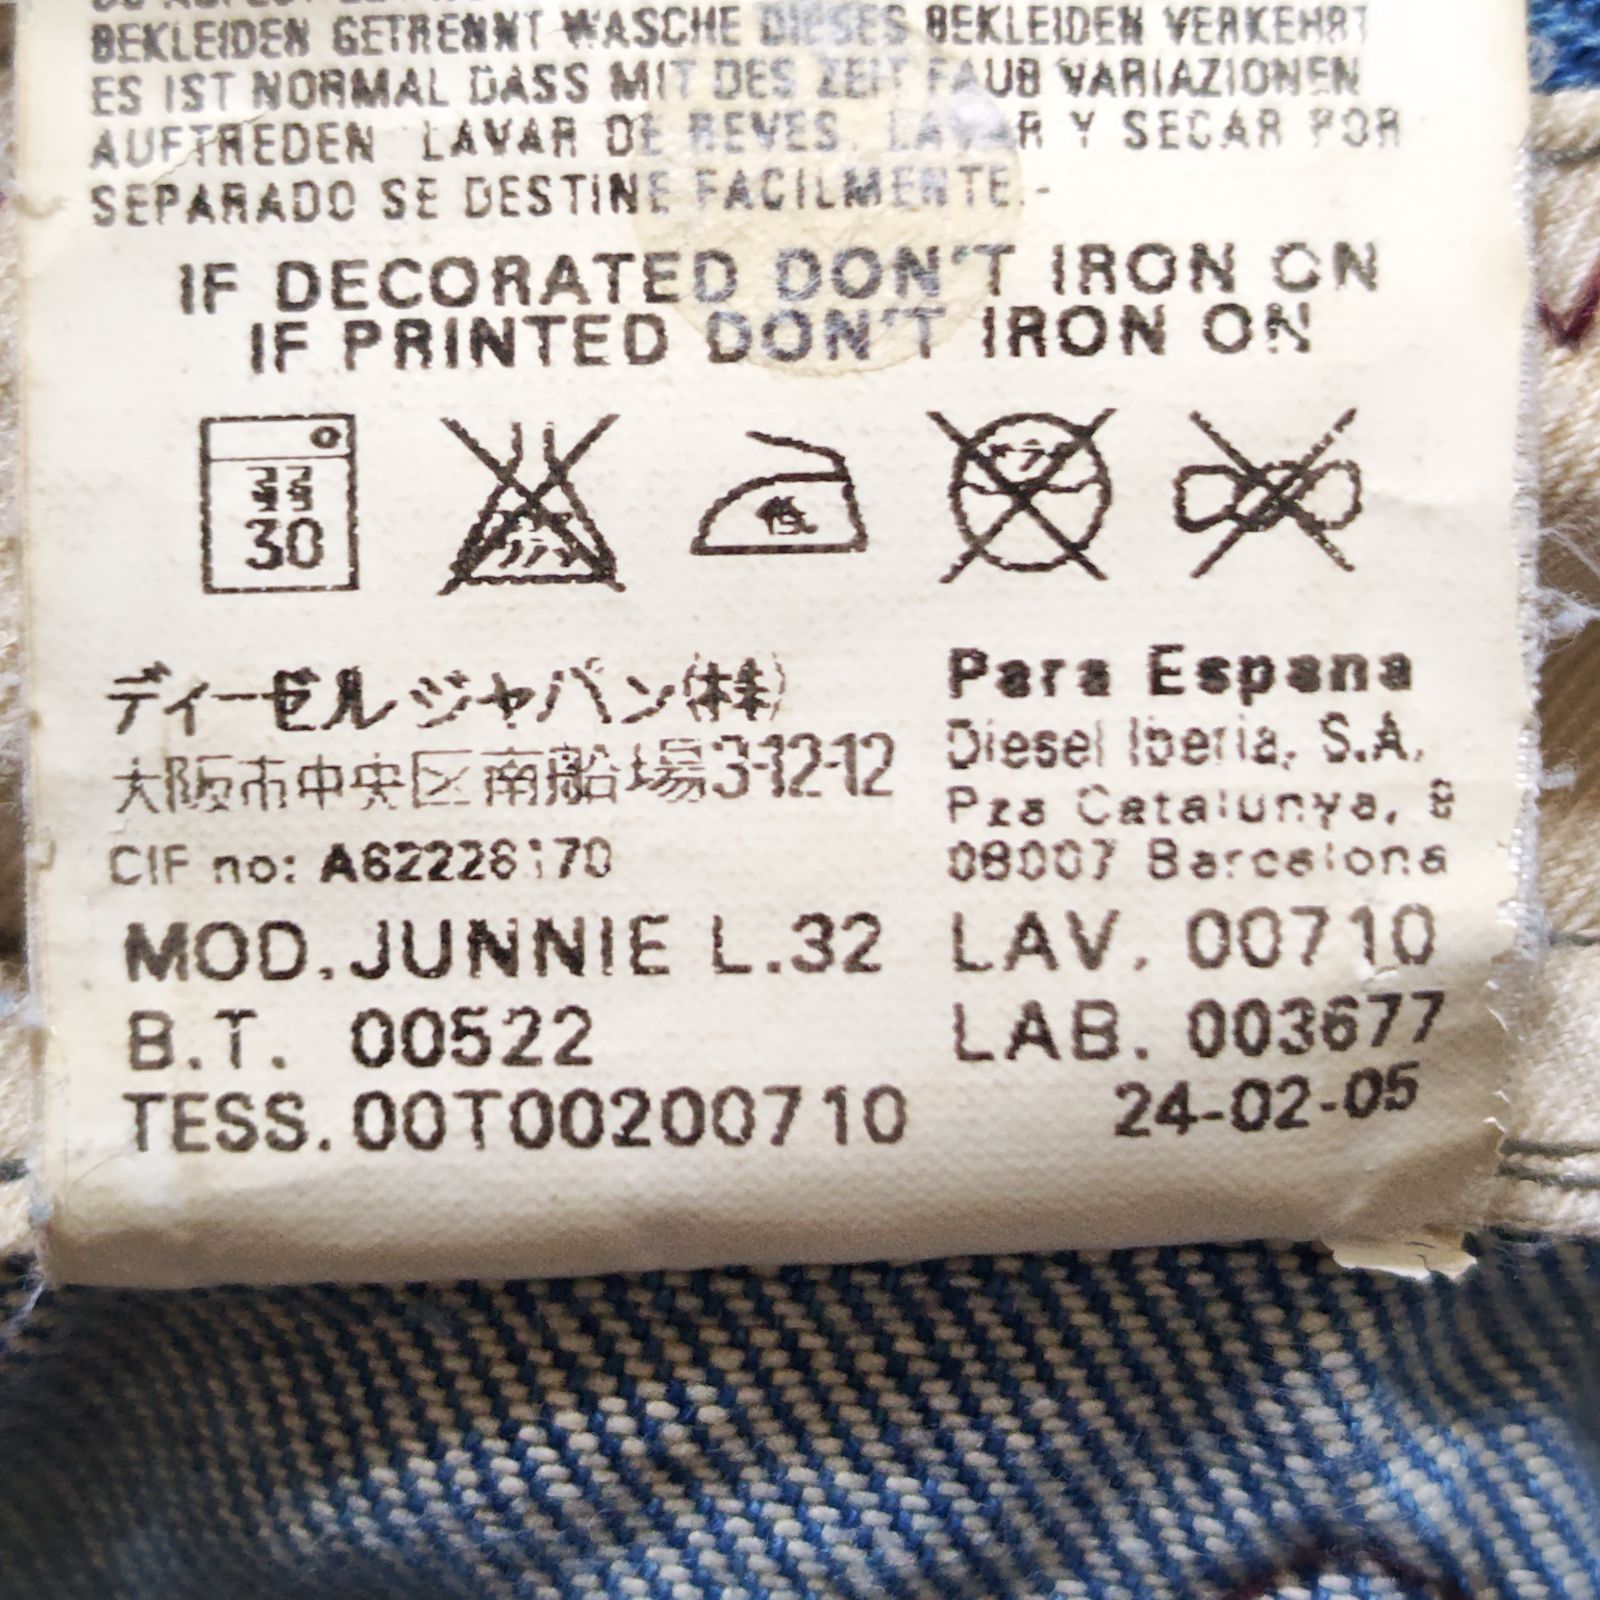 BEKLEIDEN GETRENNT WASCHE DIESES BEKLEIDEN VERKEHRT
ES IST NORMAL DASS MIT DES ZEIT FAUB VARIAZIONEN
AUFTREDEN LAVAR DE REVES. LAVAR Y SECAR POR
SEPARADO SE DESTINE FACILMENTE.-
IF DECORATED DON'T IRON ON
IF PRINTED DON'T IRON ON
30
ディーゼルジャパン(株)
大阪市中央区南船場3-12-12
CIF no: A62226170
Para Espana
Diesel Iberia, S.A.
Pza Catalunya, 8
08007 Barcelona
MOD. JUNNIE L.32 LAV. 00710
B.T. 00522 LAB. 003677
TESS. 00T00200710 24-02-05